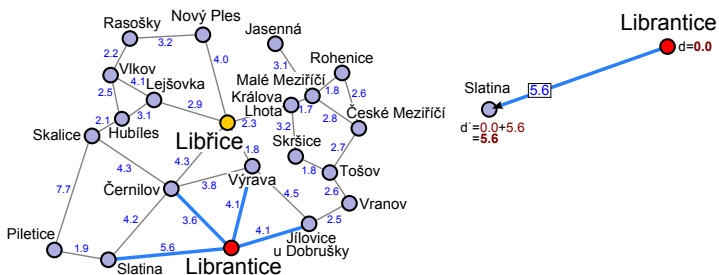 Nový Ples
Rasošky
3.2
Jasenná
Librantice
d=0.0
2.2
4.0
3.1
Rohenice
Vlkov
4.1
Lejšovka
Malé Meziříčí
1.8
2.6
Slatina
5.6
2.5
2.9
Králova
Lhota
1.7
2.8
České Meziříčí
d´=0.0+5.6
=5.6
2.1
3.1
Hubíles
2.3
3.2
Skalice
Libřice
Skršice
2.7
4.3
4.3
1.8
1.8
Tošov
Černilov
3.8
Výrava
7.7
4.5
2.6
Vranov
4.2
3.6
4.1
4.1
2.5
Piletice
1.9
5.6
Jílovice
u Dobrušky
Slatina
Librantice